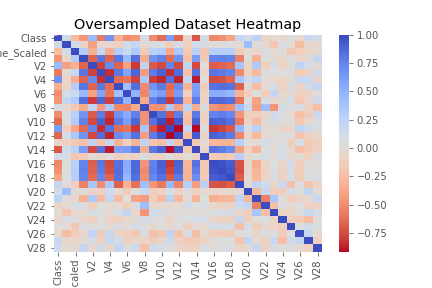 Oversampled Dataset Heatmap
Class
ne_Scaled
V2
V4
V6
V8
V10
V12
V14
V16
V18
V20
V22
V24
V26
V28
Class
caled
V2
V4
V6
V8
V10
V12
V14
V16
V18
V20
V22
V24
V26
V28
1.00
0.75
0.50
0.25
0.00
−0.25
−0.50
−0.75